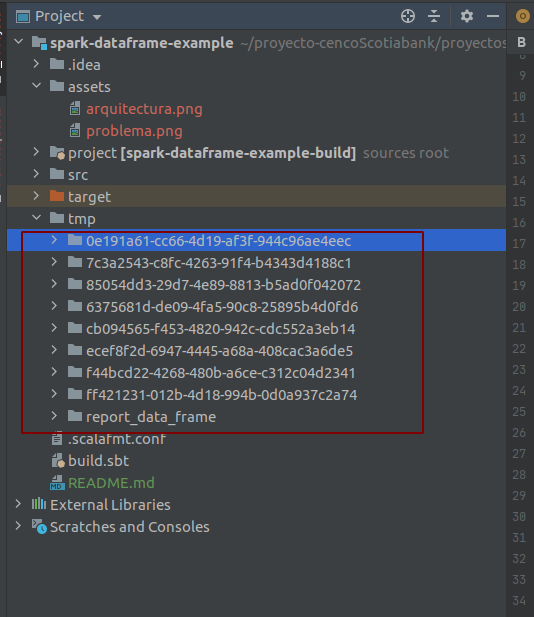 Project
spark-dataframe-example ~/proyecto-cencoScotiabank/proyectos
.idea
assets
arquitectura.png
problema.png
project [spark-dataframe-example-build] sources root
src
target
tmp
0e191a61-cc66-4d19-af3f-944c96ae4eec
7c3a2543-c8fc-4263-91f4-b4343d4188c1
85054dd3-29d7-4e89-8813-b5ad0f042072
6375681d-de09-4fa5-90c8-25895b4d0fd6
cb094565-f453-4820-942c-cdc552a3eb14
ecef8f2d-6947-4445-a68a-408cac3a6de5
f44bcd22-4268-480b-a6ce-c312c04d2341
ff421231-012b-4d18-994b-0d0a937c2a74
report_data_frame
.scalafmt.conf
build.sbt
README.md
External Libraries
Scratches and Consoles
O
B
8
9
10
11
12
13
14
15
16
17
18
19
20
21
22
23
24
25
26
27
28
29
30
31
32
33
34